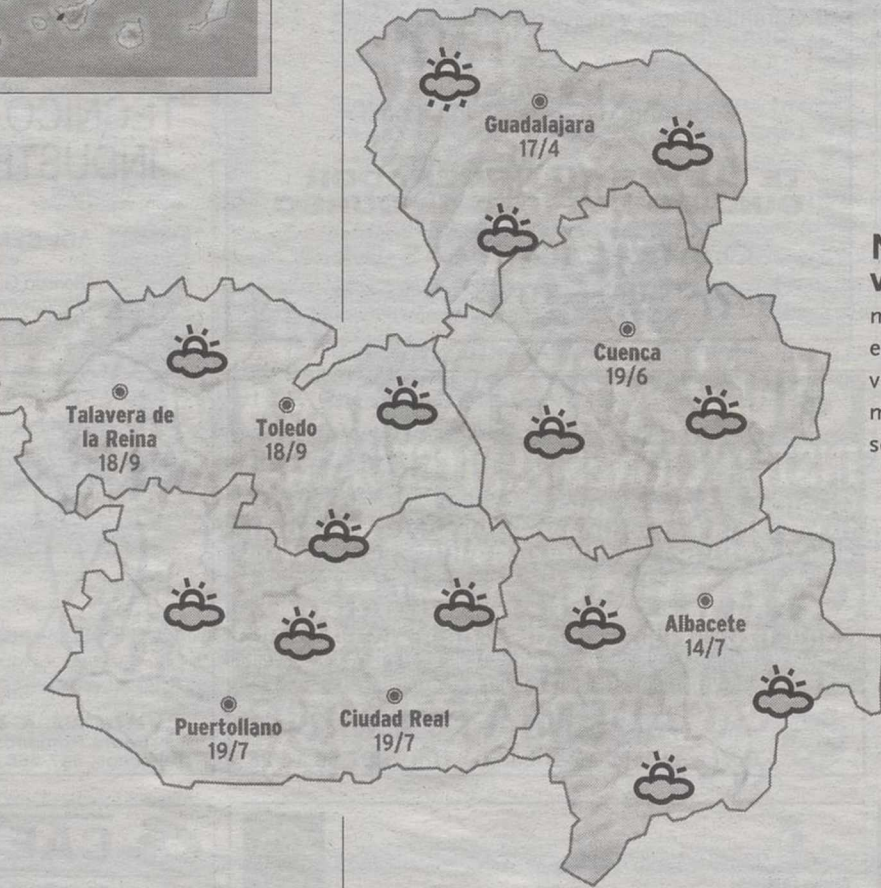 Guadalajara
17/4
Cuenca
19/6
Talavera de
la Reina
18/9
Toledo
18/9
Albacete
14/7
Puertollano
19/7
Ciudad Real
19/7